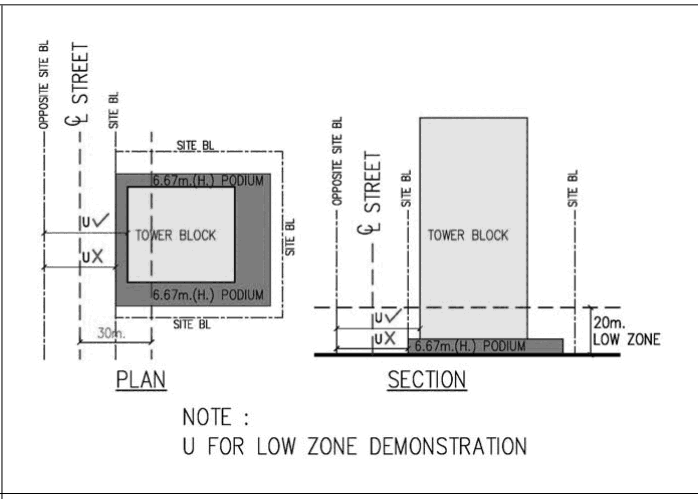 OPPOSITE SITE BL
℄ STREET
SITE BL
SITE BL
6.67m.(H.) PODIUM
U✓
TOWER BLOCK
UX
SITE BL
6.67m.(H.) PODIUM
SITE BL
30m.
PLAN
OPPOSITE SITE BL
℄ STREET
SITE BL
SITE BL
TOWER BLOCK
U✓
UX
6.67m.(H.) PODIUM
20m.
LOW ZONE
SECTION
NOTE :
U FOR LOW ZONE DEMONSTRATION